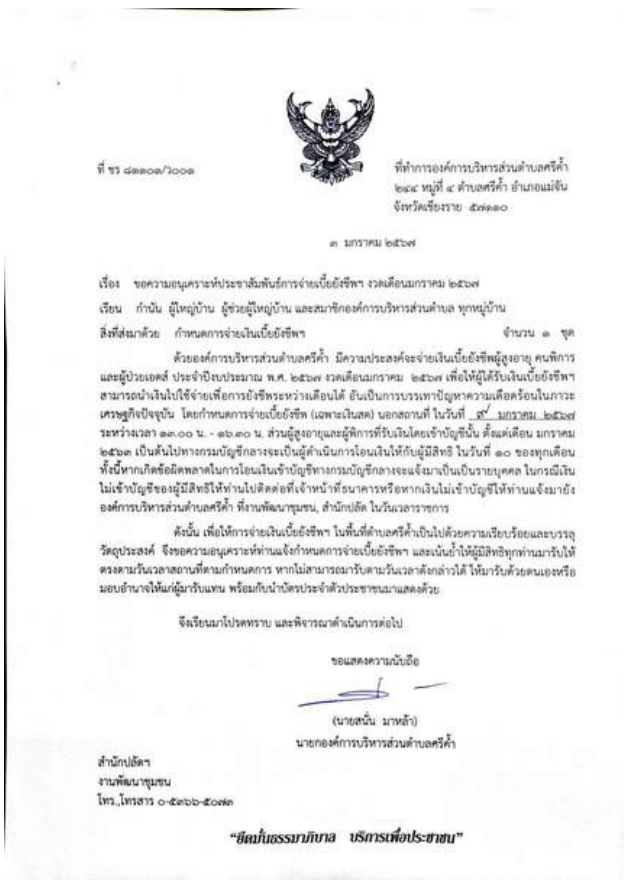 ที่ ชร ๘๑๑๐๑/ว๐๐๑
ที่ทำการองค์การบริหารส่วนตำบลศรีค้ำ
๒๔๔ หมู่ที่ ๔ ตำบลศรีค้ำ อำเภอแม่จัน
จังหวัดเชียงราย ๕๗๑๑๐
๓ มกราคม ๒๕๖๗
เรื่อง ขอความอนุเคราะห์ประชาสัมพันธ์การจ่ายเบี้ยยังชีพฯ งวดเดือนมกราคม ๒๕๖๗
เรียน กำนัน ผู้ใหญ่บ้าน ผู้ช่วยผู้ใหญ่บ้าน และสมาชิกองค์การบริหารส่วนตำบล ทุกหมู่บ้าน
สิ่งที่ส่งมาด้วย กำหนดการจ่ายเงินเบี้ยยังชีพฯ จำนวน ๑ ชุด
ด้วยองค์การบริหารส่วนตำบลศรีค้ำ มีความประสงค์จะจ่ายเงินเบี้ยยังชีพผู้สูงอายุ คนพิการ
และผู้ป่วยเอดส์ ประจำปีงบประมาณ พ.ศ. ๒๕๖๗ งวดเดือนมกราคม ๒๕๖๗ เพื่อให้ผู้ได้รับเงินเบี้ยยังชีพฯ
สามารถนำเงินไปใช้จ่ายเพื่อการยังชีพระหว่างเดือนได้ อันเป็นการบรรเทาปัญหาความเดือดร้อนในภาวะ
เศรษฐกิจปัจจุบัน โดยกำหนดการจ่ายเบี้ยยังชีพ (เฉพาะเงินสด) นอกสถานที่ ในวันที่ ๙ มกราคม ๒๕๖๗
ระหว่างเวลา ๑๓.๐๐ น. - ๑๖.๓๐ น. ส่วนผู้สูงอายุและผู้พิการที่รับเงินโดยเข้าบัญชีนั้น ตั้งแต่เดือน มกราคม
๒๕๖๓ เป็นต้นไปทางกรมบัญชีกลางจะเป็นผู้ดำเนินการโอนเงินให้กับผู้มีสิทธิ ในวันที่ ๑๐ ของทุกเดือน
ทั้งนี้หากเกิดข้อผิดพลาดในการโอนเงินเข้าบัญชีทางกรมบัญชีกลางจะแจ้งมาเป็นเป็นรายบุคคล ในกรณีเงิน
ไม่เข้าบัญชีของผู้มีสิทธิให้ท่านไปติดต่อที่เจ้าหน้าที่ธนาคารหรือหากเงินไม่เข้าบัญชีให้ท่านแจ้งมายัง
องค์การบริหารส่วนตำบลศรีค้ำ ที่งานพัฒนาชุมชน, สำนักปลัด ในวันเวลาราชการ
ดังนั้น เพื่อให้การจ่ายเงินเบี้ยยังชีพฯ ในพื้นที่ตำบลศรีค้ำเป็นไปด้วยความเรียบร้อยและบรรลุ
วัตถุประสงค์ จึงขอความอนุเคราะห์ท่านแจ้งกำหนดการจ่ายเบี้ยยังชีพฯ และเน้นย้ำให้ผู้มีสิทธิทุกท่านมารับให้
ตรงตามวันเวลาสถานที่ตามกำหนดการ หากไม่สามารถมารับตามวันเวลาดังกล่าวได้ ให้มารับด้วยตนเองหรือ
มอบอำนาจให้แก่ผู้มารับแทน พร้อมกับนำบัตรประจำตัวประชาชนมาแสดงด้วย
จึงเรียนมาโปรดทราบ และพิจารณาดำเนินการต่อไป
ขอแสดงความนับถือ
(นายสนั่น มาหล้า)
นายกองค์การบริหารส่วนตำบลศรีค้ำ
สำนักปลัดฯ
งานพัฒนาชุมชน
โทร.,โทรสาร ๐-๕๓๖๖-๕๐๗๓
“ยึดมั่นธรรมาภิบาล บริการเพื่อประชาชน”